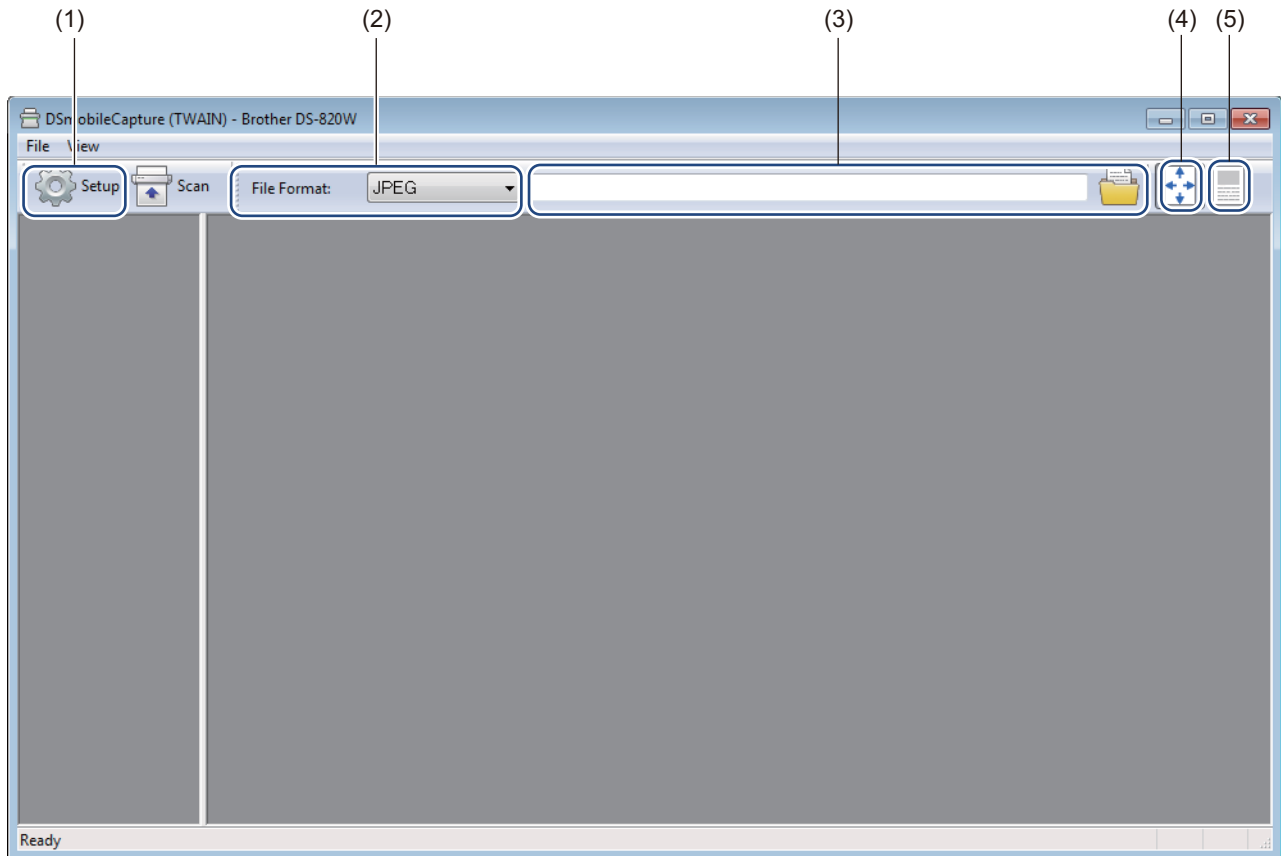 (1) (2) (3) (4) (5)
DSmobileCapture (TWAIN) - Brother DS-820W
File View
Setup Scan File Format: JPEG
Ready